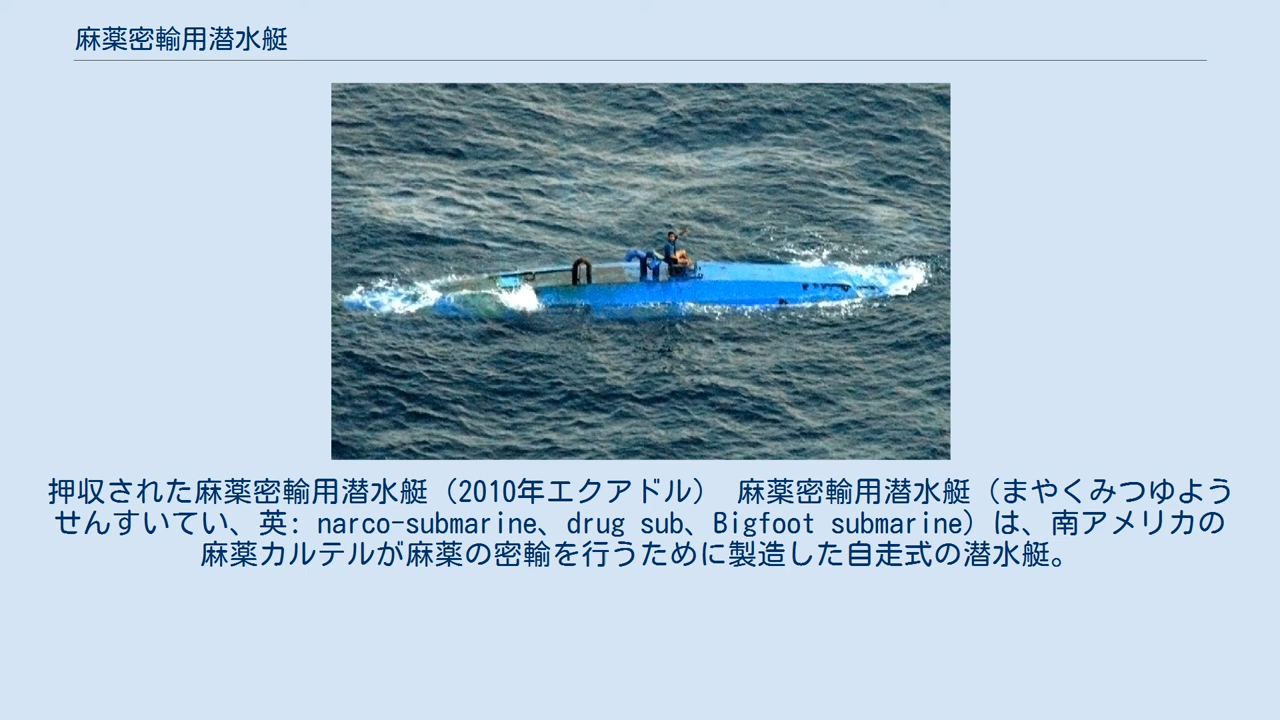 麻薬密輸用潜水艇
押収された麻薬密輸用潜水艇（2010年エクアドル） 麻薬密輸用潜水艇（まやくみつゆよう
せんすいてい、英: narco-submarine、drug sub、Bigfoot submarine）は、南アメリカの
麻薬カルテルが麻薬の密輸を行うために製造した自走式の潜水艇。